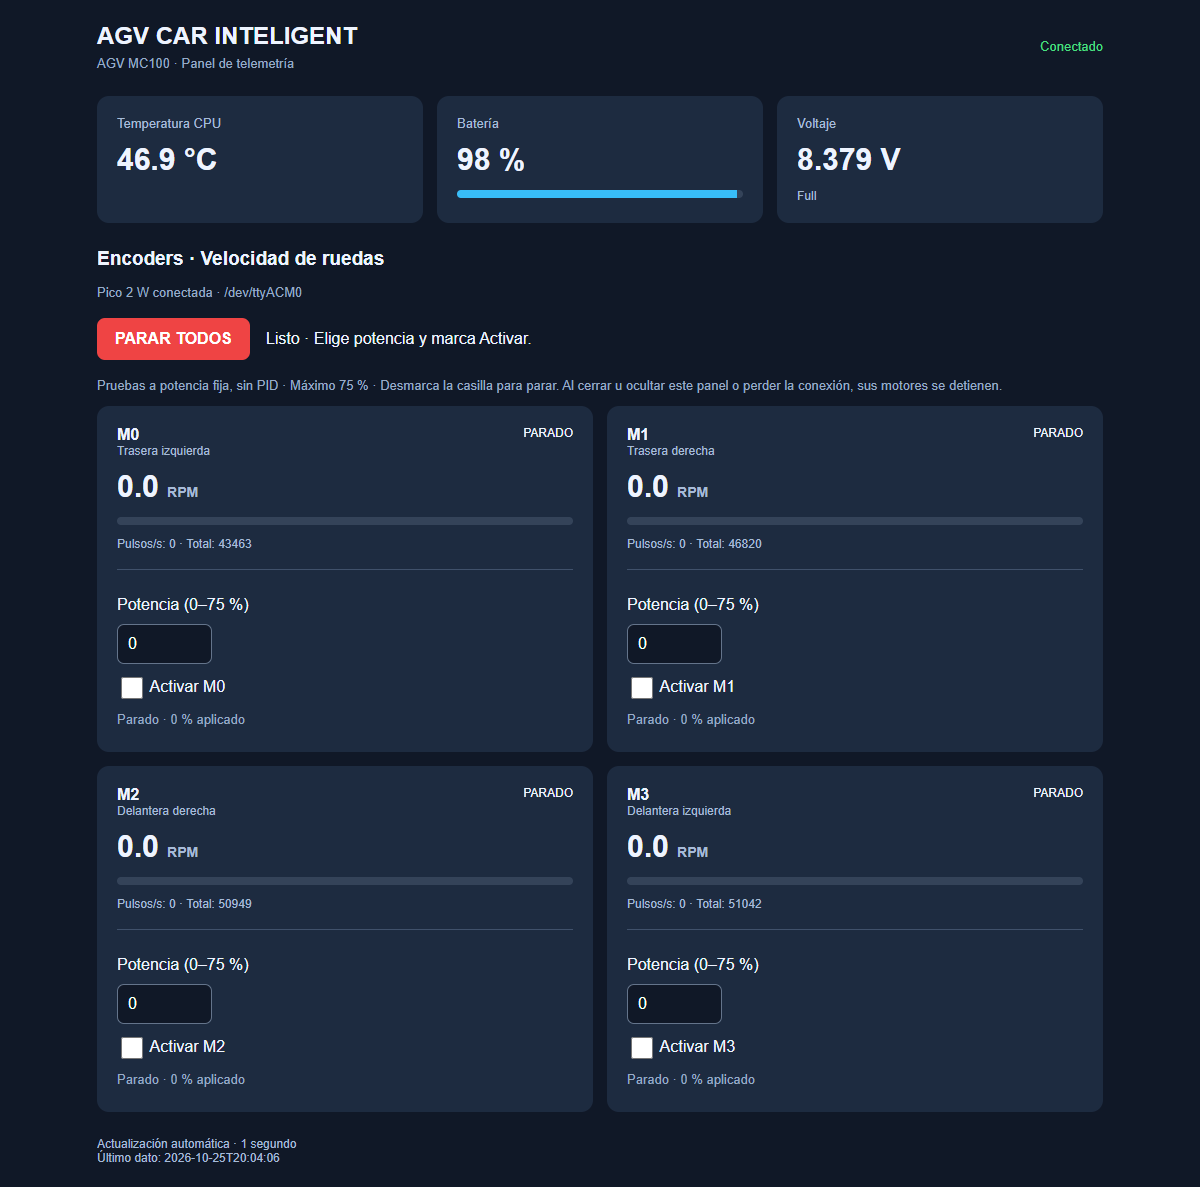 AGV CAR INTELIGENT
AGV MC100 · Panel de telemetría
Conectado
Temperatura CPU
46.9 °C
Batería
98 %
Voltaje
8.379 V
Full
Encoders · Velocidad de ruedas
Pico 2 W conectada · /dev/ttyACM0
PARAR TODOS
Listo · Elige potencia y marca Activar.
Pruebas a potencia fija, sin PID · Máximo 75 % · Desmarca la casilla para parar. Al cerrar u ocultar este panel o perder la conexión, sus motores se detienen.
M0
PARADO
Trasera izquierda
0.0 RPM
Pulsos/s: 0 · Total: 43463
Potencia (0–75 %)
0
Activar M0
Parado · 0 % aplicado
M1
PARADO
Trasera derecha
0.0 RPM
Pulsos/s: 0 · Total: 46820
Potencia (0–75 %)
0
Activar M1
Parado · 0 % aplicado
M2
PARADO
Delantera derecha
0.0 RPM
Pulsos/s: 0 · Total: 50949
Potencia (0–75 %)
0
Activar M2
Parado · 0 % aplicado
M3
PARADO
Delantera izquierda
0.0 RPM
Pulsos/s: 0 · Total: 51042
Potencia (0–75 %)
0
Activar M3
Parado · 0 % aplicado
Actualización automática · 1 segundo
Último dato: 2026-10-25T20:04:06